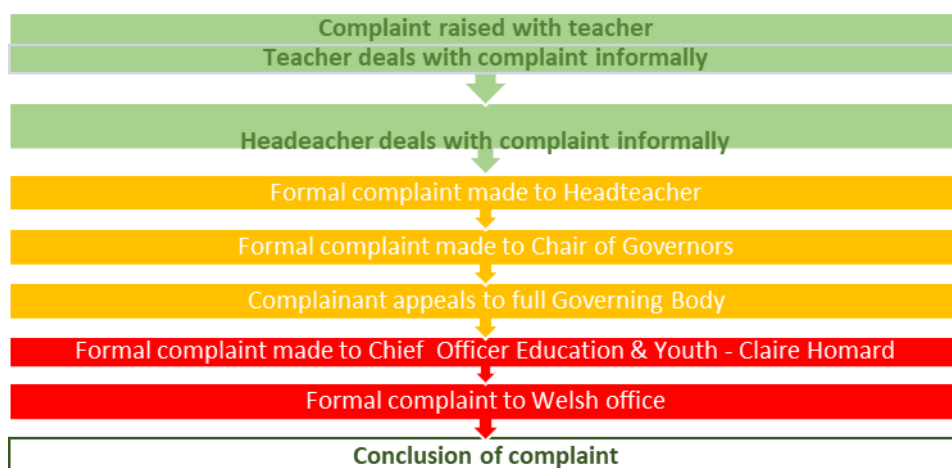 Complaint raised with teacher
Teacher deals with complaint informally
Headeacher deals with complaint informally
Formal complaint made to Headteacher
Formal complaint made to Chair of Governors
Complainant appeals to full Governing Body
Formal complaint made to Chief  Officer Education & Youth - Claire Homard
Formal complaint to Welsh office
Conclusion of complaint